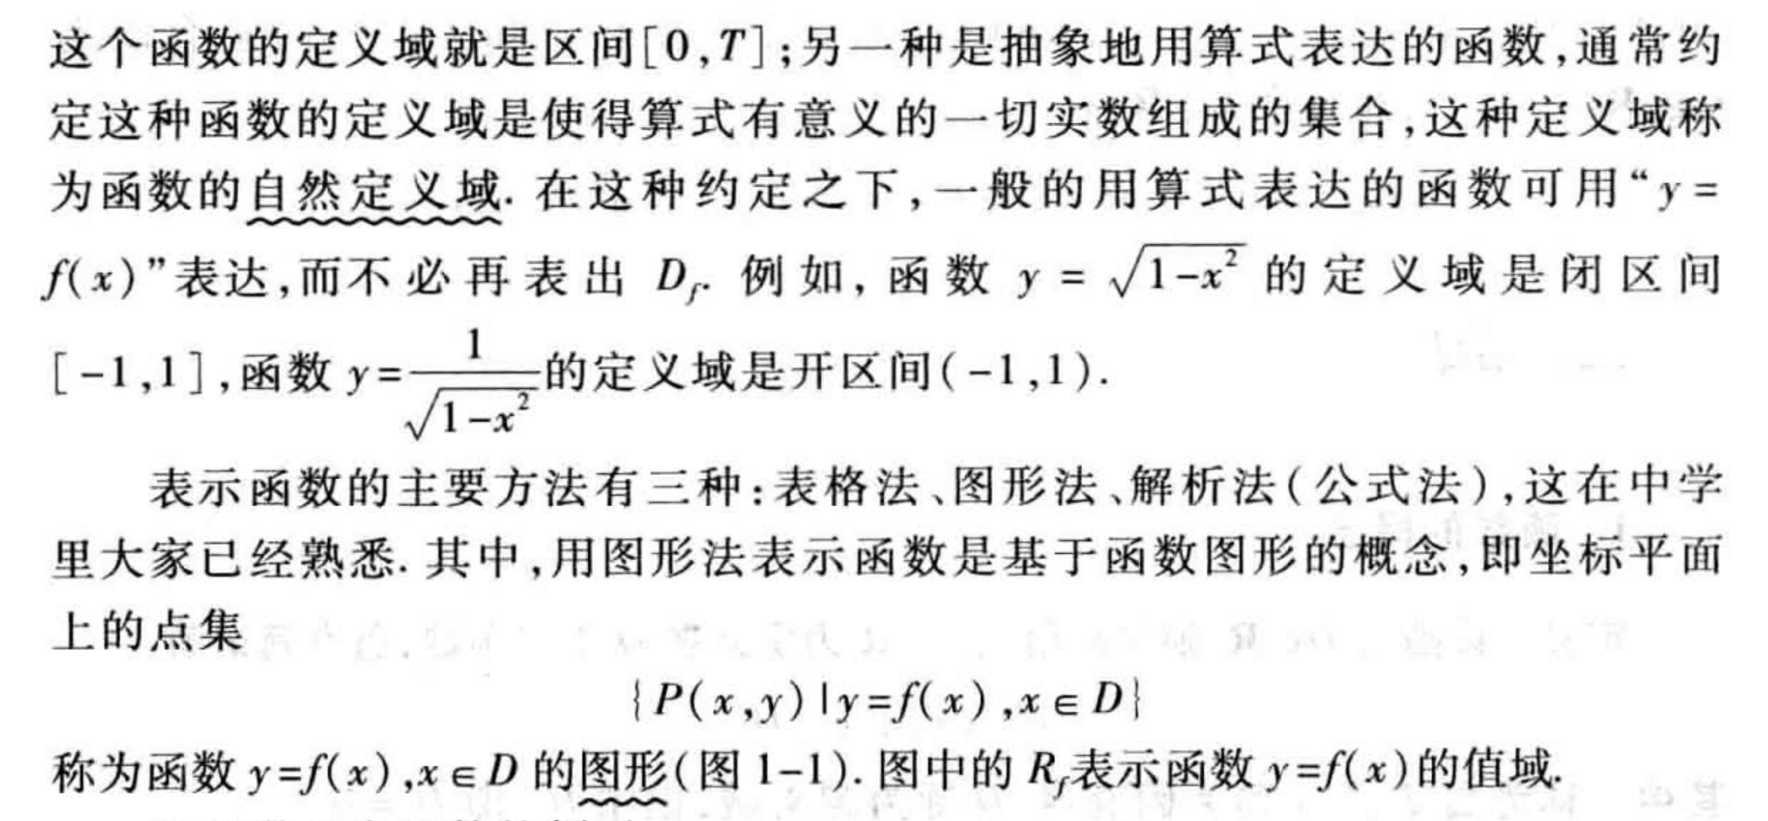 这个函数的定义域就是区间[0,T];另一种是抽象地用算式表达的函数,通常约
定这种函数的定义域是使得算式有意义的一切实数组成的集合,这种定义域称
为函数的自然定义域. 在这种约定之下,一般的用算式表达的函数可用“y=
f(x)”表达,而不必再表出 D_f. 例如,函数 y = √(1-x²) 的定义域是闭区间
[-1,1],函数 y=1/√(1-x²)的定义域是开区间(-1,1).
表示函数的主要方法有三种:表格法、图形法、解析法(公式法),这在中学
里大家已经熟悉. 其中,用图形法表示函数是基于函数图形的概念,即坐标平面
上的点集
{P(x,y)|y=f(x),x∈D}
称为函数 y=f(x),x∈D 的图形(图 1-1). 图中的 R_f表示函数 y=f(x)的值域.